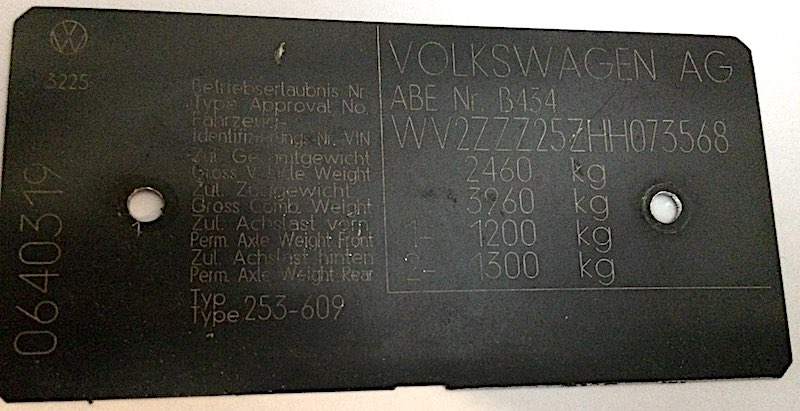 3225
0640319
Betriebserlaubnis Nr.
Type Approval No.
Fahrzeug-
Identifizierungs Nr. VIN
Zul. Gesamtgewicht
Gross Vehicle Weight
Zul. Zuggewicht
Gross Comb. Weight
Zul. Achslast vorn
Perm. Axle Weight Front
Zul. Achslast hinten
Perm. Axle Weight Rear
Typ
Type 253-609
VOLKSWAGEN AG
ABE Nr. B434
WV2ZZZ25ZHH073568
2460 kg
3960 kg
1- 1200 kg
2- 1300 kg